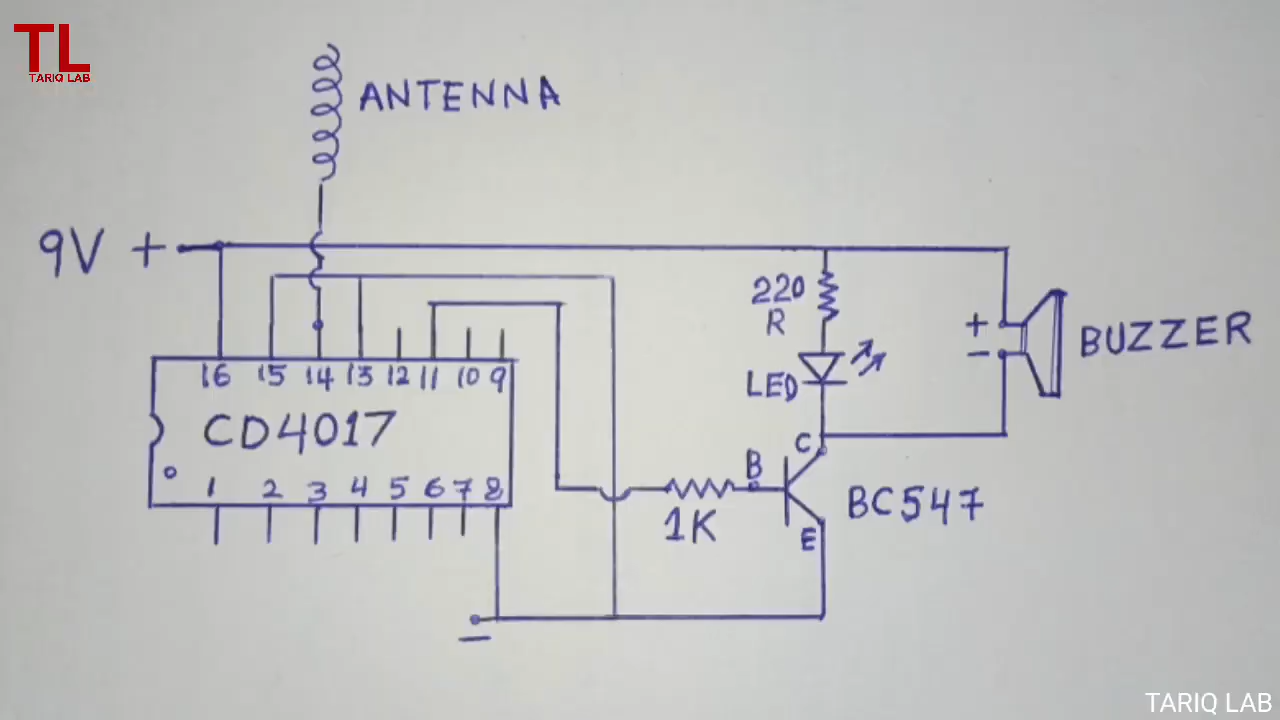 TL
TARIQ LAB
ANTENNA
9V +
220
R
+
-
BUZZER
16 15 14 13 12 11 10 9
LED
CD4017
C
B
1 2 3 4 5 6 7 8
BC547
1K
E
-
TARIQ LAB